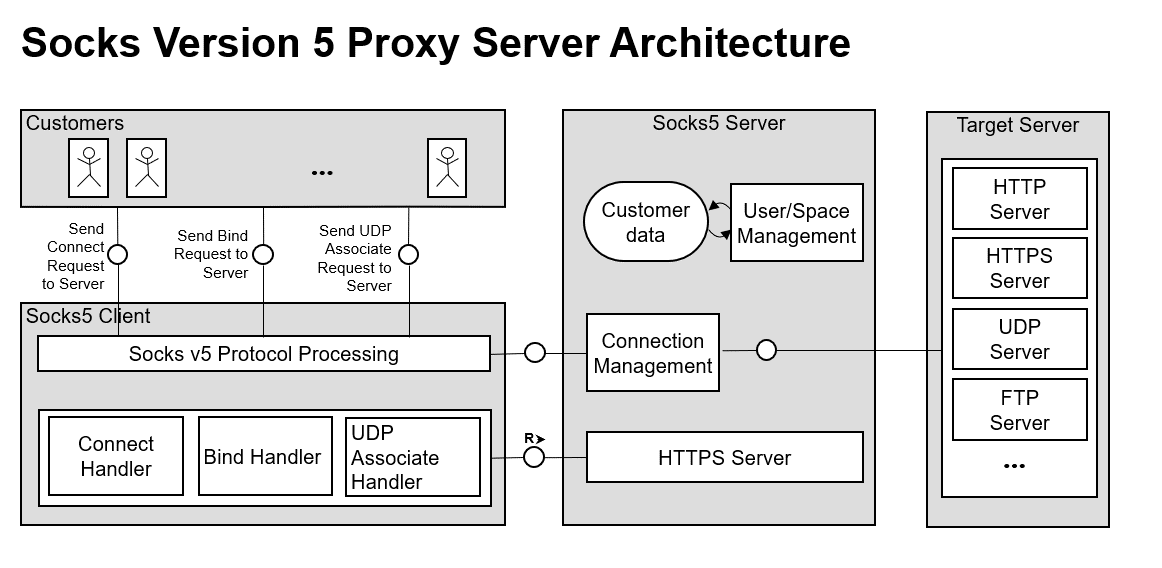 Socks Version 5 Proxy Server Architecture
Customers
...
Send
Connect
Request
to Server
Send Bind
Request to
Server
Send UDP
Associate
Request to
Server
Socks5 Client
Socks v5 Protocol Processing
Connect
Handler
Bind Handler
UDP
Associate
Handler
R➤
Socks5 Server
Customer
data
User/Space
Management
Connection
Management
HTTPS Server
Target Server
HTTP
Server
HTTPS
Server
UDP
Server
FTP
Server
...